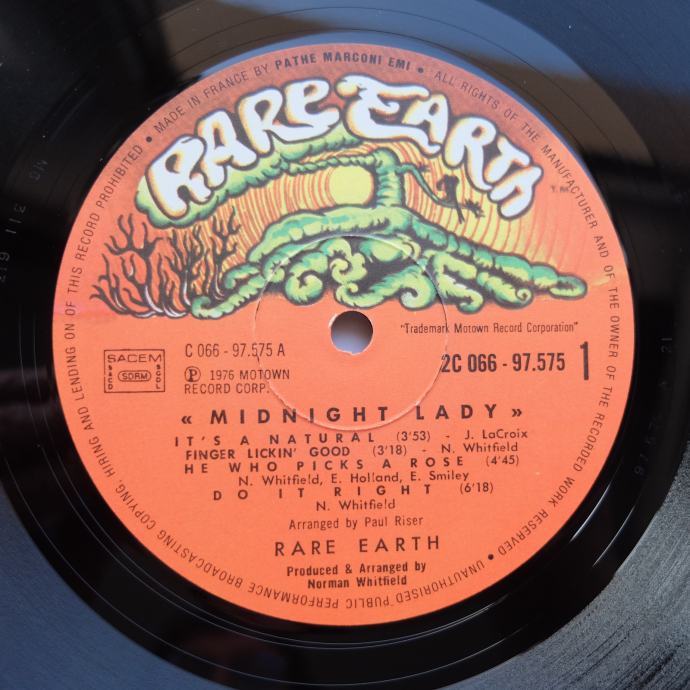 COPYING, HIRING AND LENDING ON OF THIS RECORD PROHIBITED • MADE IN FRANCE BY PATHE MARCONI EMI • ALL RIGHTS OF THE MANUFACTURER AND OF THE OWNER OF THE RECORDED WORK RESERVED • UNAUTHORISED PUBLIC PERFORMANCE BROADCASTING
RARE EARTH
T.M.
"Trademark Motown Record Corporation"
SACEM
SACD SDRM SGDL
C 066 - 97.575 A
℗ 1976 MOTOWN
RECORD CORP.
2C 066 - 97.575 1
« MIDNIGHT LADY »
IT'S A NATURAL (3'53) - J. LaCroix
FINGER LICKIN' GOOD (3'18) - N. Whitfield
HE WHO PICKS A ROSE (4'45)
N. Whitfield, E. Holland, E. Smiley
DO IT RIGHT (6'18)
N. Whitfield
Arranged by Paul Riser
RARE EARTH
Produced & Arranged by
Norman Whitfield